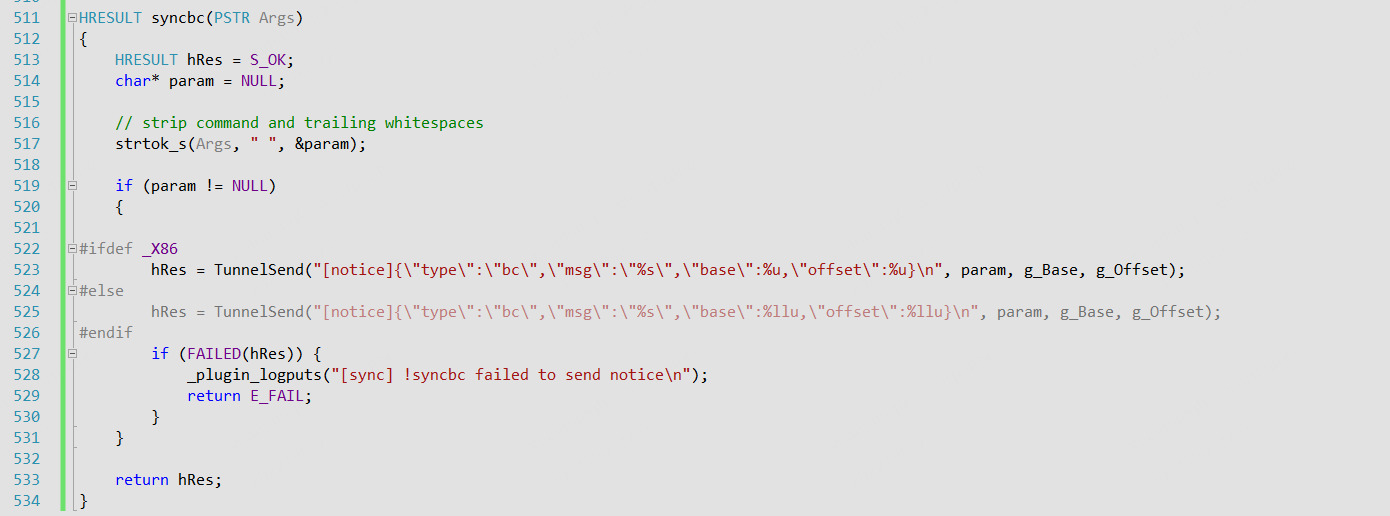 510
511 HRESULT syncbc(PSTR Args)
512 {
513 HRESULT hRes = S_OK;
514 char* param = NULL;
515
516 // strip command and trailing whitespaces
517 strtok_s(Args, " ", &param);
518
519 if (param != NULL)
520 {
521
522 #ifdef _X86
523 hRes = TunnelSend("[notice]{\"type\":\"bc\",\"msg\":\"%s\",\"base\":%u,\"offset\":%u}\n", param, g_Base, g_Offset);
524 #else
525 hRes = TunnelSend("[notice]{\"type\":\"bc\",\"msg\":\"%s\",\"base\":%llu,\"offset\":%llu}\n", param, g_Base, g_Offset);
526 #endif
527 if (FAILED(hRes)) {
528 _plugin_logputs("[sync] !syncbc failed to send notice\n");
529 return E_FAIL;
530 }
531 }
532
533 return hRes;
534 }